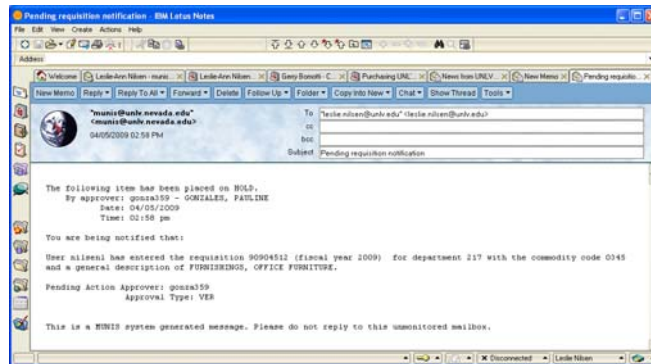 Pending requisition notification - IBM Lotus Notes
File Edit View Create Actions Help
Address
Welcome Leslie-Ann Nilsen - munis... Leslie-Ann Nilsen... Gerry Bomotti - C... Purchasing UNL... News from UNLV... New Memo Pending requisitio...
New Memo Reply Reply To All Forward Delete Follow Up Folder Copy Into New Chat Show Thread Tools
"munis@unlv.nevada.edu"
<munis@unlv.nevada.edu>
04/05/2009 02:58 PM
To "leslie.nilsen@unlv.edu" <leslie.nilsen@unlv.edu>
cc
bcc
Subject Pending requisition notification
The following item has been placed on HOLD.
By approver: gonza359 - GONZALES, PAULINE
Date: 04/05/2009
Time: 02:58 pm
You are being notified that:
User nilsenl has entered the requisition 90904512 (fiscal year 2009) for department 217 with the commodity code 0345
and a general description of FURNISHINGS, OFFICE FURNITURE.
Pending Action Approver: gonza359
Approval Type: VER
This is a MUNIS system generated message. Please do not reply to this unmonitored mailbox.
Disconnected Leslie Nilsen